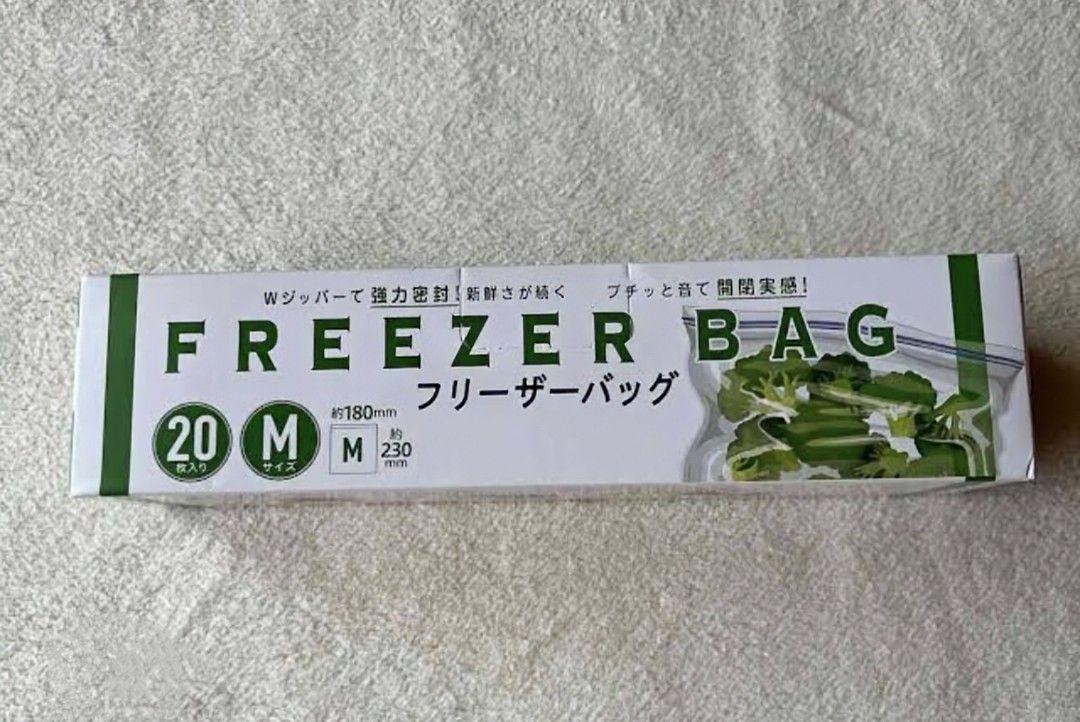 Wジッパーで強力密封!新鮮さが続く プチッと音で開閉実感!
FREEZER BAG
フリーザーバッグ
20
枚入り
M
サイズ
約180mm
M
約
230
mm